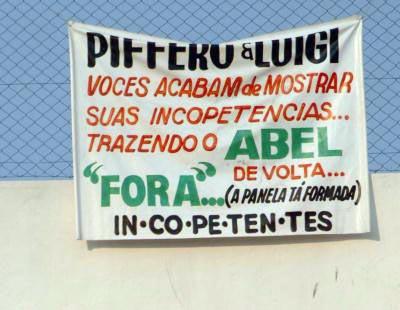 PIFFERO & LUIGI
VOCES ACABAM de MOSTRAR
SUAS INCOPETENCIAS...
TRAZENDO O ABEL
DE VOLTA...
"FORA"... (A PANELA TÁ FORMADA)
IN·CO·PE·TEN·TES